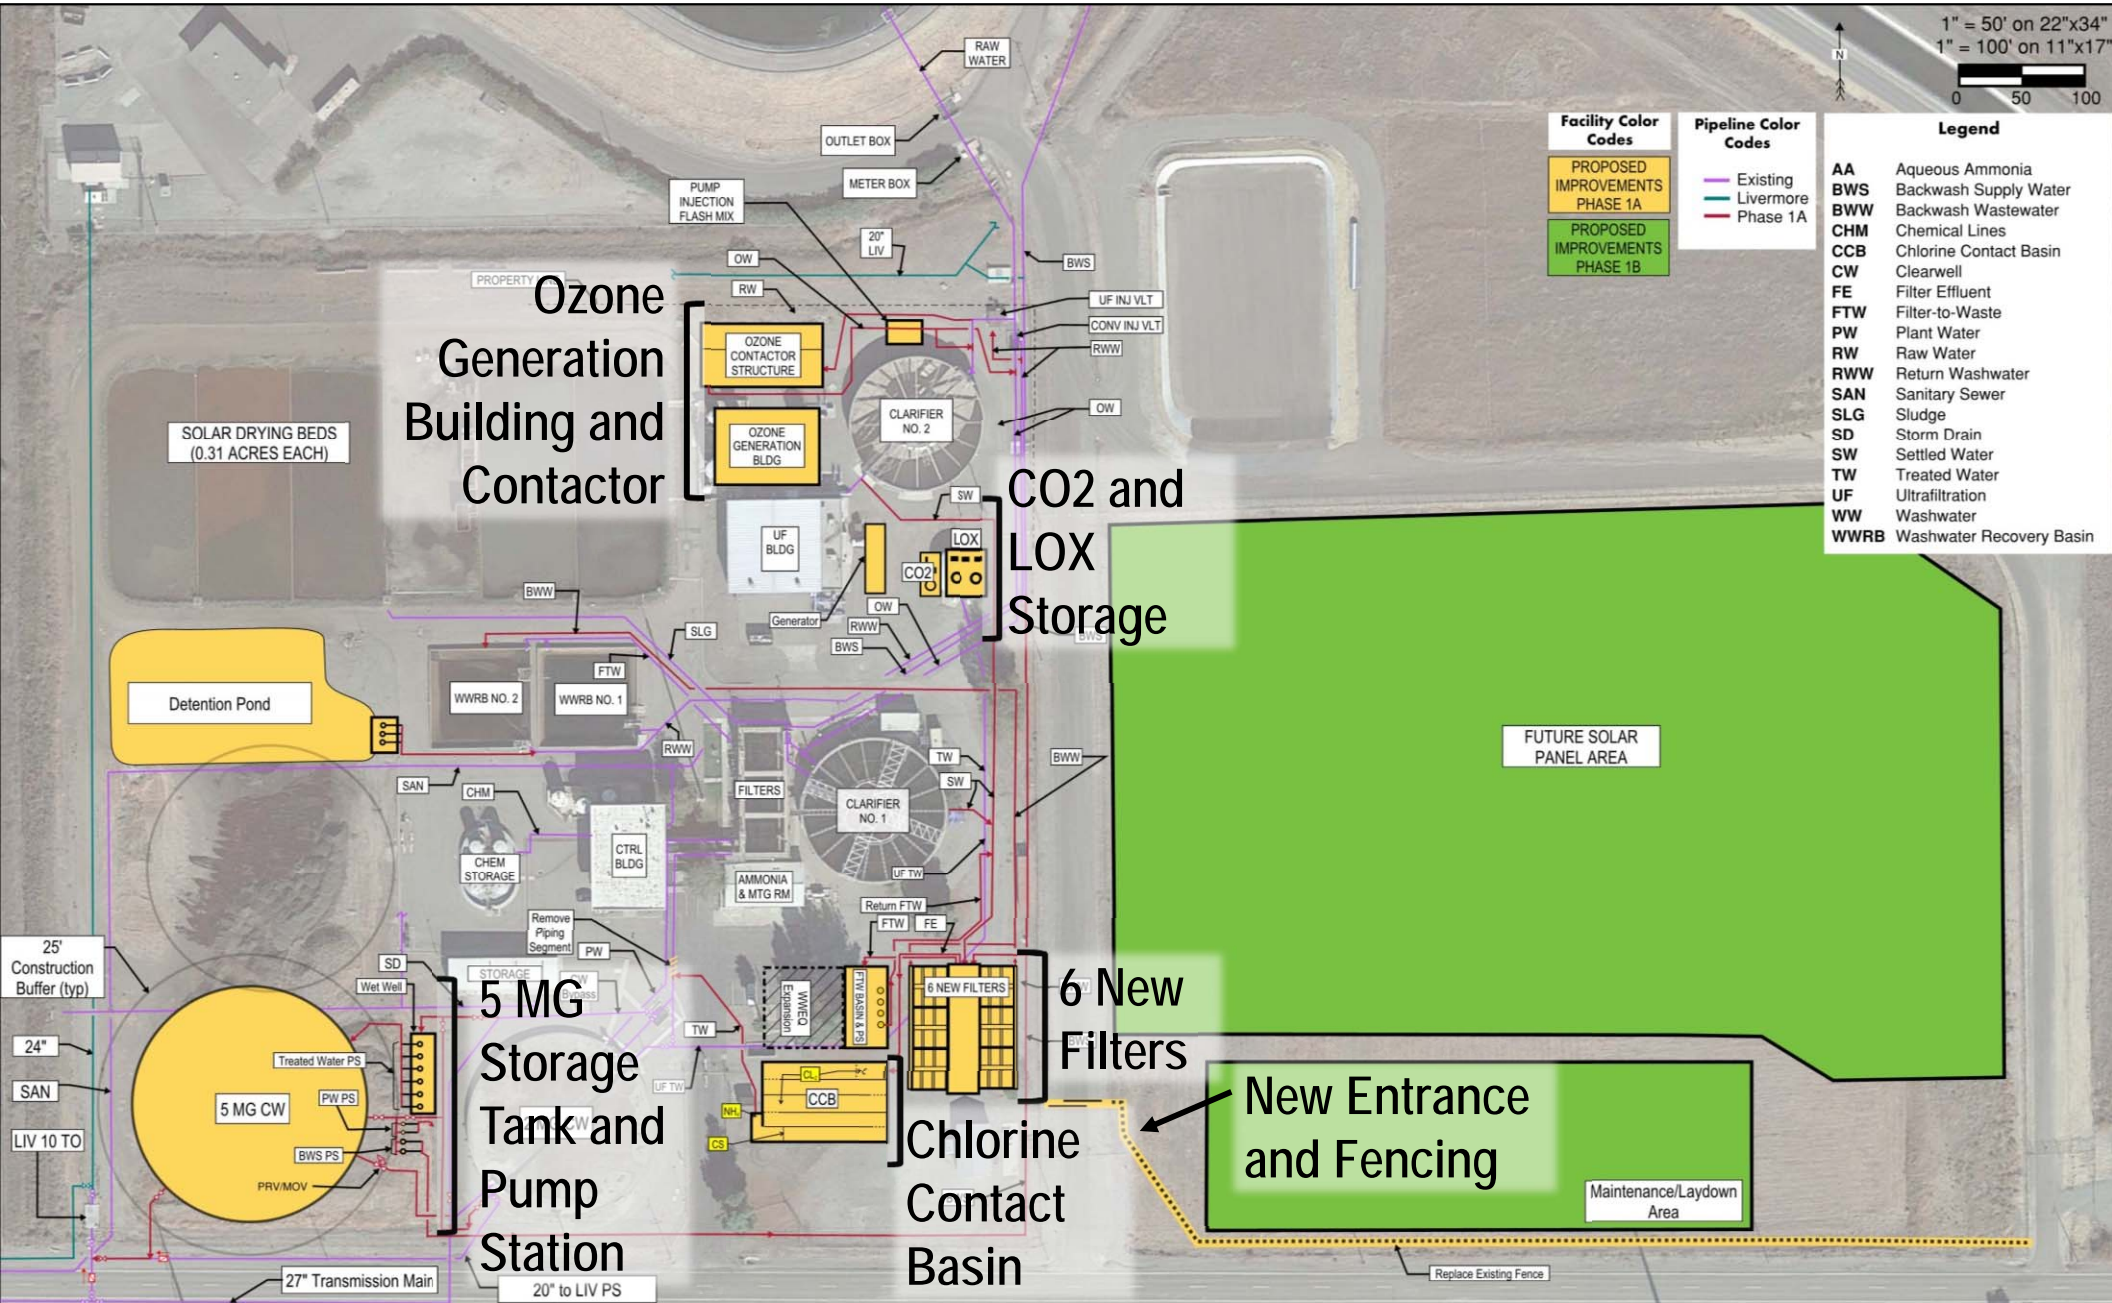 1" = 50' on 22"x34"
1" = 100' on 11"x17"
N
0 50 100
RAW
WATER
OUTLET BOX
METER BOX
PUMP
INJECTION
FLASH MIX
20"
LIV
OW
RW
BWS
UF INJ VLT
CONV INJ VLT
RWW
OW
Facility Color
Codes
PROPOSED
IMPROVEMENTS
PHASE 1A
PROPOSED
IMPROVEMENTS
PHASE 1B
Pipeline Color
Codes
Existing
Livermore
Phase 1A
Legend
AA Aqueous Ammonia
BWS Backwash Supply Water
BWW Backwash Wastewater
CHM Chemical Lines
CCB Chlorine Contact Basin
CW Clearwell
FE Filter Effluent
FTW Filter-to-Waste
PW Plant Water
RW Raw Water
RWW Return Washwater
SAN Sanitary Sewer
SLG Sludge
SD Storm Drain
SW Settled Water
TW Treated Water
UF Ultrafiltration
WW Washwater
WWRB Washwater Recovery Basin
PROPERTY
Ozone
Generation
Building and
Contactor
OZONE
CONTACTOR
STRUCTURE
OZONE
GENERATION
BLDG
CLARIFIER
NO. 2
SOLAR DRYING BEDS
(0.31 ACRES EACH)
SW
CO2 and
LOX
Storage
UF
BLDG
LOX
CO2
Generator
OW
RWW
BWS
BWS
BWW
SLG
FTW
WWRB NO. 2
WWRB NO. 1
RWW
Detention Pond
SAN
CHM
CHEM
STORAGE
CTRL
BLDG
FILTERS
AMMONIA
& MTG RM
CLARIFIER
NO. 1
TW
SW
BWW
UF TW
Return FTW
FTW
FE
FUTURE SOLAR
PANEL AREA
Remove
Piping
Segment
PW
25'
Construction
Buffer (typ)
SD
Wet Well
STORAGE
CW
Bypass
5 MG
Storage
Tank and
Pump
Station
24"
SAN
LIV 10 TO
5 MG CW
Treated Water PS
PW PS
BWS PS
PRV/MOV
TW
UF TW
WWEQ
Expansion
FTW BASIN & PS
6 NEW FILTERS
6 New
Filters
BWS
CL₂
CCB
NH₃
CS
Chlorine
Contact
Basin
New Entrance
and Fencing
Maintenance/Laydown
Area
Replace Existing Fence
27" Transmission Main
20" to LIV PS